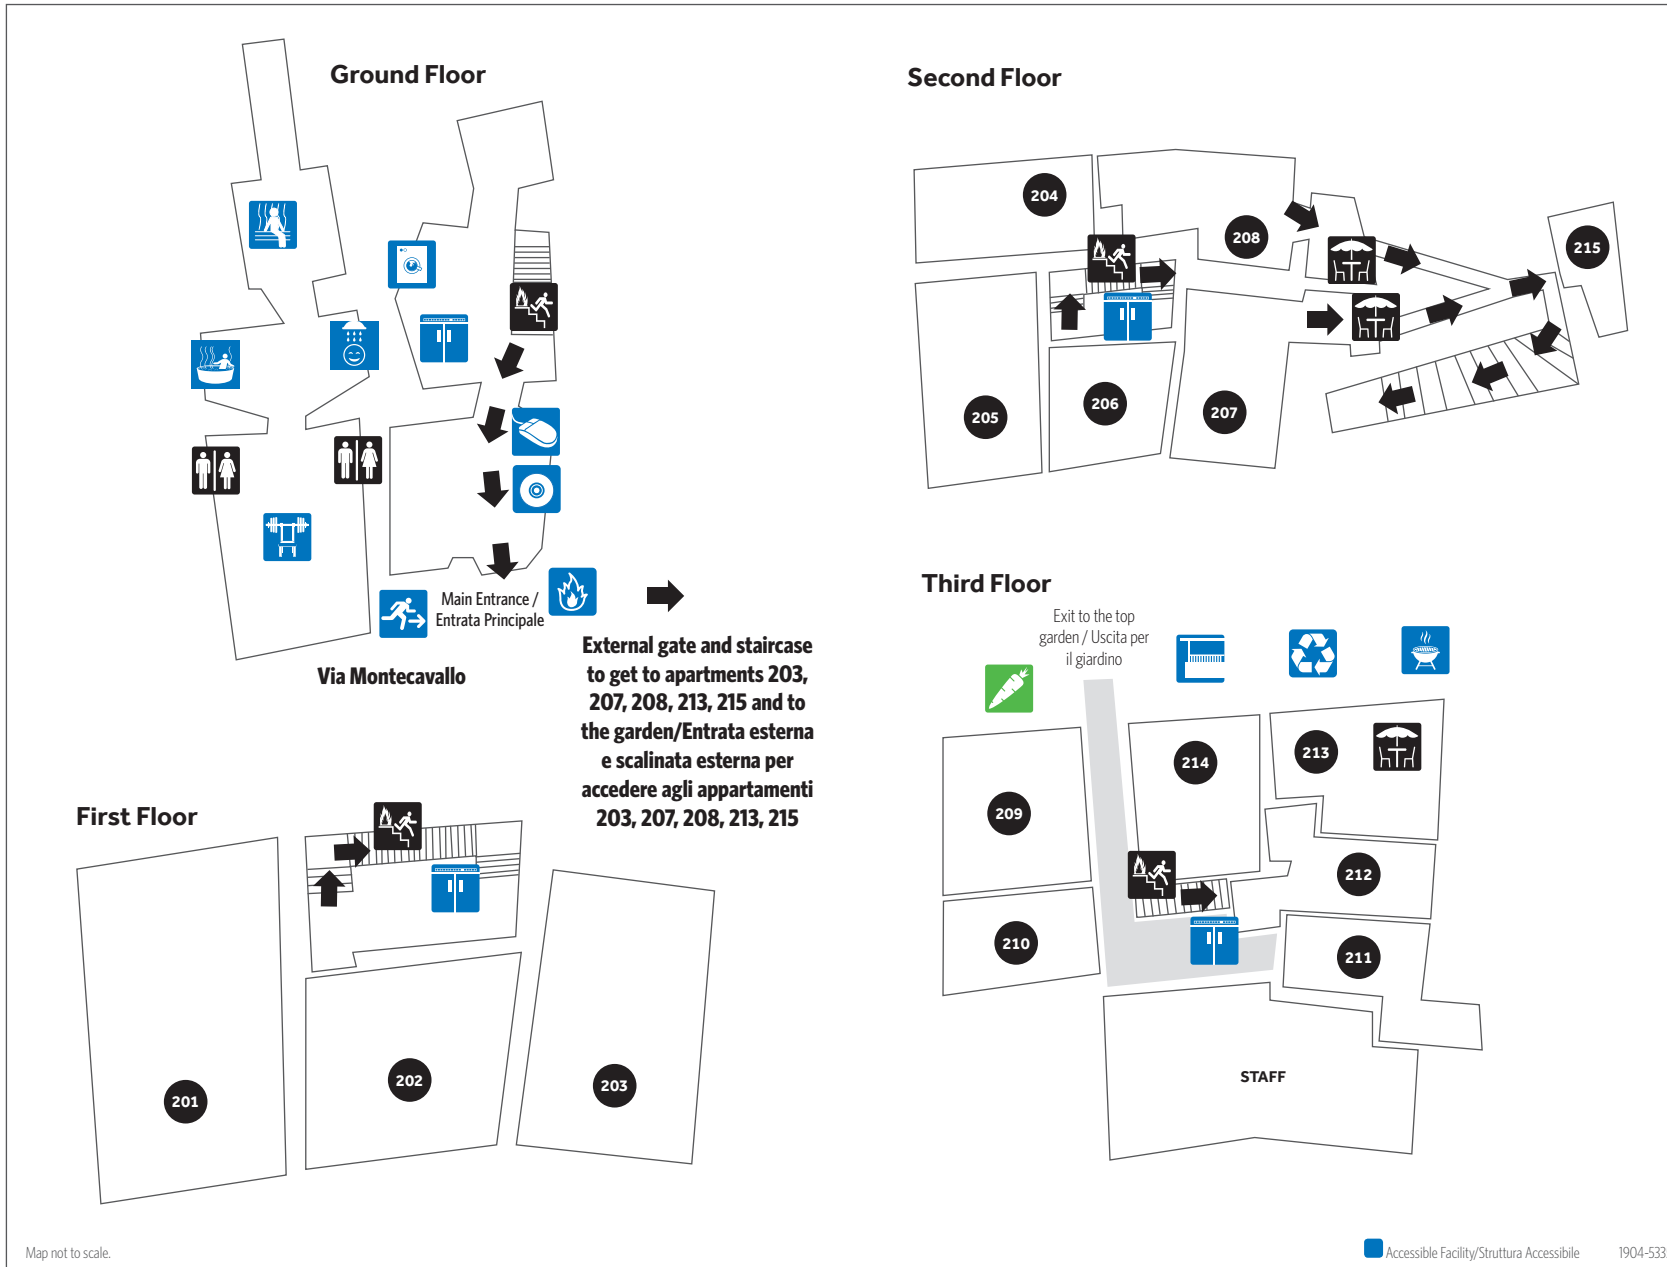 Ground Floor
Main Entrance /
Entrata Principale
Via Montecavallo
External gate and staircase
to get to apartments 203,
207, 208, 213, 215 and to
the garden/Entrata esterna
e scalinata esterna per
accedere agli appartamenti
203, 207, 208, 213, 215
First Floor
201
202
203
Second Floor
204
208
215
205
206
207
Third Floor
Exit to the top
garden / Uscita per
il giardino
214
213
209
212
210
211
STAFF
Map not to scale.
Accessible Facility/Struttura Accessibile
1904-533